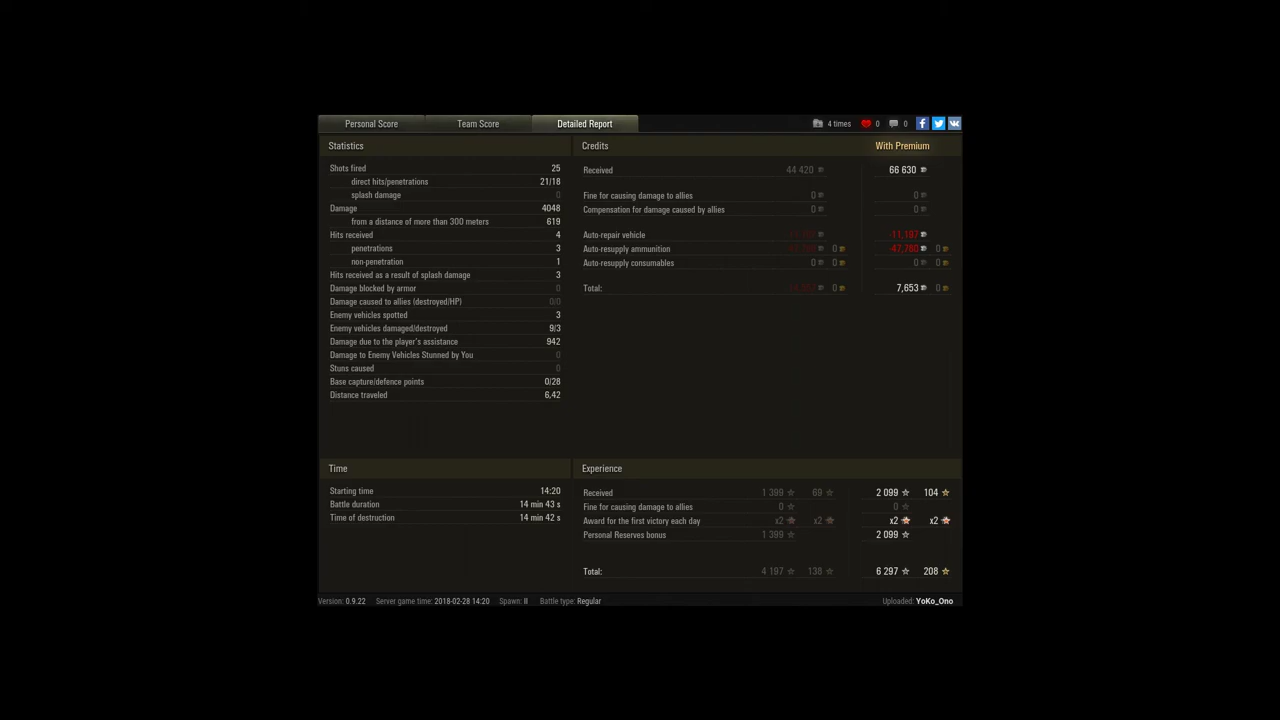 Personal Score Team Score Detailed Report 4 times 0 0
Statistics
Shots fired 25
direct hits/penetrations 21/18
splash damage 0
Damage 4048
from a distance of more than 300 meters 619
Hits received 4
penetrations 3
non-penetration 1
Hits received as a result of splash damage 3
Damage blocked by armor 0
Damage caused to allies (destroyed/HP) 0/0
Enemy vehicles spotted 3
Enemy vehicles damaged/destroyed 9/3
Damage due to the player's assistance 942
Damage to Enemy Vehicles Stunned by You 0
Stuns caused 0
Base capture/defence points 0/28
Distance traveled 6,42
Credits With Premium
Received 44 420 66 630
Fine for causing damage to allies 0 0
Compensation for damage caused by allies 0 0
Auto-repair vehicle -11,197
Auto-resupply ammunition 0 -47,780 0
Auto-resupply consumables 0 0 0 0
Total: 0 7,653 0
Time
Starting time 14:20
Battle duration 14 min 43 s
Time of destruction 14 min 42 s
Experience
Received 1 399 69 2 099 104
Fine for causing damage to allies 0 0
Award for the first victory each day x2 x2 x2 x2
Personal Reserves bonus 1 399 2 099
Total: 4 197 138 6 297 208
Version: 0.9.22 Server game time: 2018-02-28 14:20 Spawn: II Battle type: Regular Uploaded: YoKo_Ono